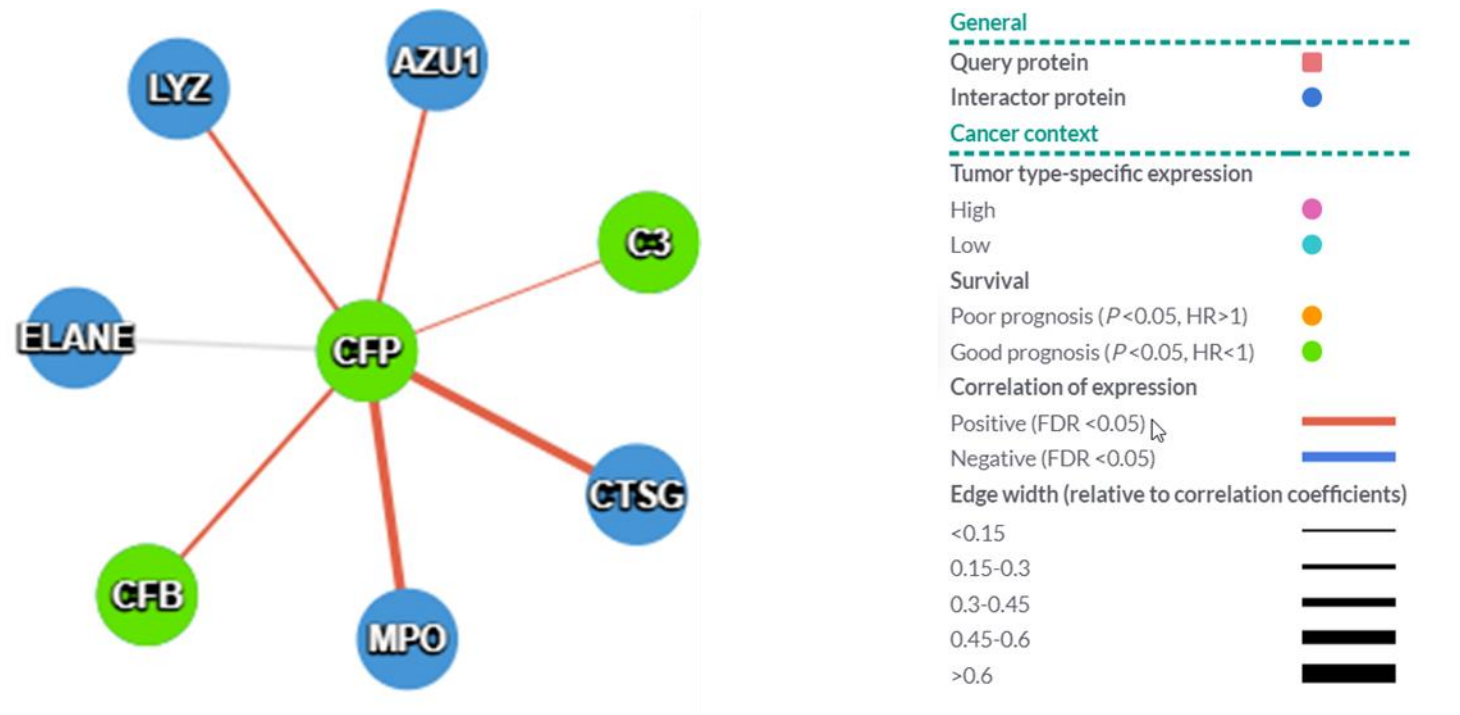 AZU1
LYZ
C3
ELANE
CFP
CTSG
CFB
MPO
General
Query protein
Interactor protein
Cancer context
Tumor type-specific expression
High
Low
Survival
Poor prognosis (P<0.05, HR>1)
Good prognosis (P<0.05, HR<1)
Correlation of expression
Positive (FDR <0.05)
Negative (FDR <0.05)
Edge width (relative to correlation coefficients)
<0.15
0.15-0.3
0.3-0.45
0.45-0.6
>0.6